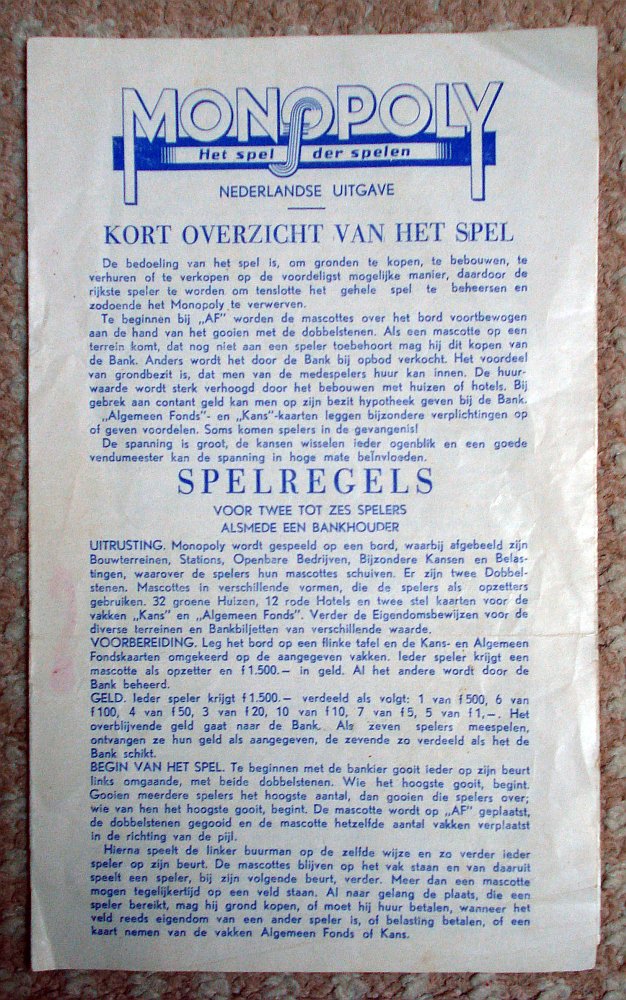 MONOPOLY
Het spel der spelen
NEDERLANDSE UITGAVE
KORT OVERZICHT VAN HET SPEL
De bedoeling van het spel is, om gronden te kopen, te bebouwen, te
verhuren of te verkopen op de voordeligst mogelijke manier, daardoor de
rijkste speler te worden om tenslotte het gehele spel te beheersen en
zodoende het Monopoly te verwerven.
Te beginnen bij „AF" worden de mascottes over het bord voortbewogen
aan de hand van het gooien met de dobbelstenen. Als een mascotte op een
terrein komt, dat nog niet aan een speler toebehoort mag hij dit kopen van
de Bank. Anders wordt het door de Bank bij opbod verkocht. Het voordeel
van grondbezit is, dat men van de medespelers huur kan innen. De huur-
waarde wordt sterk verhoogd door het bebouwen met huizen of hotels. Bij
gebrek aan contant geld kan men op zijn bezit hypotheek geven bij de Bank.
„Algemeen Fonds"- en „Kans"-kaarten leggen bijzondere verplichtingen op
of geven voordelen. Soms komen spelers in de gevangenis!
De spanning is groot, de kansen wisselen ieder ogenblik en een goede
vendumeester kan de spanning in hoge mate beïnvloeden.
SPELREGELS
VOOR TWEE TOT ZES SPELERS
ALSMEDE EEN BANKHOUDER
UITRUSTING. Monopoly wordt gespeeld op een bord, waarbij afgebeeld zijn
Bouwterreinen, Stations, Openbare Bedrijven, Bijzondere Kansen en Belas-
tingen, waarover de spelers hun mascottes schuiven. Er zijn twee Dobbel-
stenen. Mascottes in verschillende vormen, die de spelers als opzetters
gebruiken. 32 groene Huizen, 12 rode Hotels en twee stel kaarten voor de
vakken „Kans" en „Algemeen Fonds". Verder de Eigendomsbewijzen voor de
diverse terreinen en Bankbiljetten van verschillende waarde.
VOORBEREIDING. Leg het bord op een flinke tafel en de Kans- en Algemeen
Fondskaarten omgekeerd op de aangegeven vakken. Ieder speler krijgt een
mascotte als opzetter en f 1.500.— in geld. Al het andere wordt door de
Bank beheerd.
GELD. Ieder speler krijgt f 1.500.— verdeeld als volgt: 1 van f 500, 6 van
f 100, 4 van f 50, 3 van f 20, 10 van f 10, 7 van f 5, 5 van f 1,—. Het
overblijvende geld gaat naar de Bank. Als zeven spelers meespelen,
ontvangen ze hun geld als aangegeven, de zevende zo verdeeld als het de
Bank schikt.
BEGIN VAN HET SPEL. Te beginnen met de bankier gooit ieder op zijn beurt
links omgaande, met beide dobbelstenen. Wie het hoogste gooit, begint.
Gooien meerdere spelers het hoogste aantal, dan gooien die spelers over;
wie van hen het hoogste gooit, begint. De mascotte wordt op „AF" geplaatst,
de dobbelstenen gegooid en de mascotte hetzelfde aantal vakken verplaatst
in de richting van de pijl.
Hierna speelt de linker buurman op de zelfde wijze en zo verder ieder
speler op zijn beurt. De mascottes blijven op het vak staan en van daaruit
speelt een speler, bij zijn volgende beurt, verder. Meer dan een mascotte
mogen tegelijkertijd op een veld staan. Al naar gelang de plaats, die een
speler bereikt, mag hij grond kopen, of moet hij huur betalen, wanneer het
veld reeds eigendom van een ander speler is, of belasting betalen, of een
kaart nemen van de vakken Algemeen Fonds of Kans.